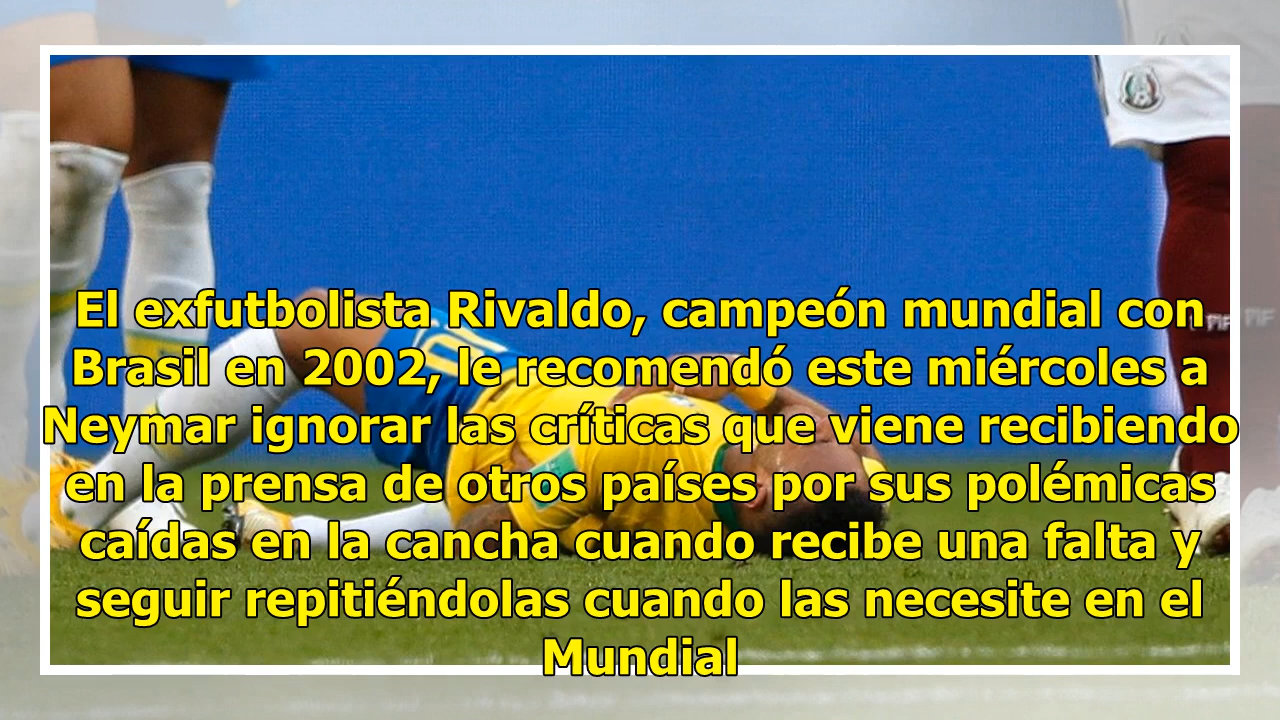 El exfutbolista Rivaldo, campeón mundial con
Brasil en 2002, le recomendó este miércoles a
Neymar ignorar las críticas que viene recibiendo
en la prensa de otros países por sus polémicas
caídas en la cancha cuando recibe una falta y
seguir repitiéndolas cuando las necesite en el
Mundial